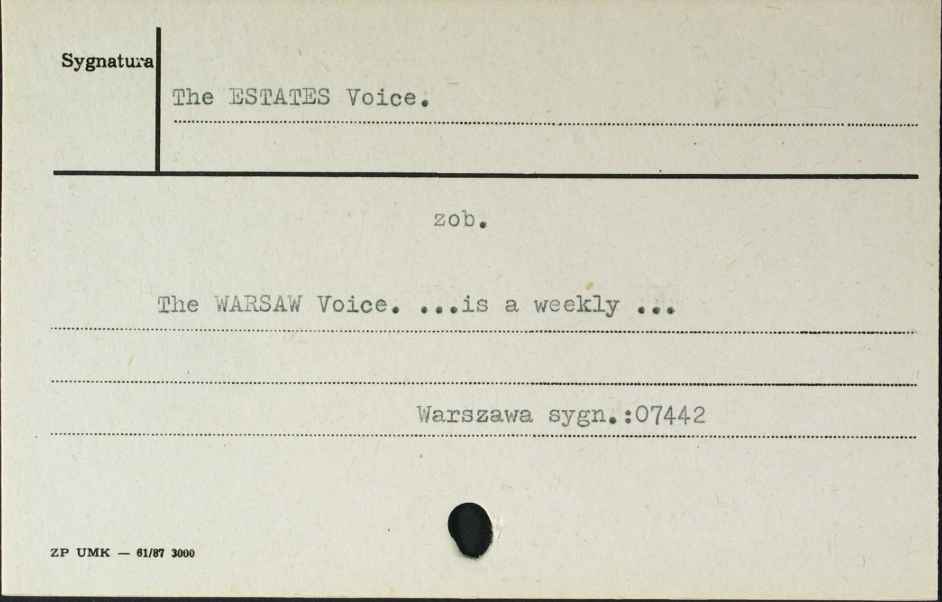 Sygnatura
The ESTATES Voice.
zob.
The WARSAW Voice. ...is a weekly ...
Warszawa sygn.:07442
ZP UMK — 61/87 3000